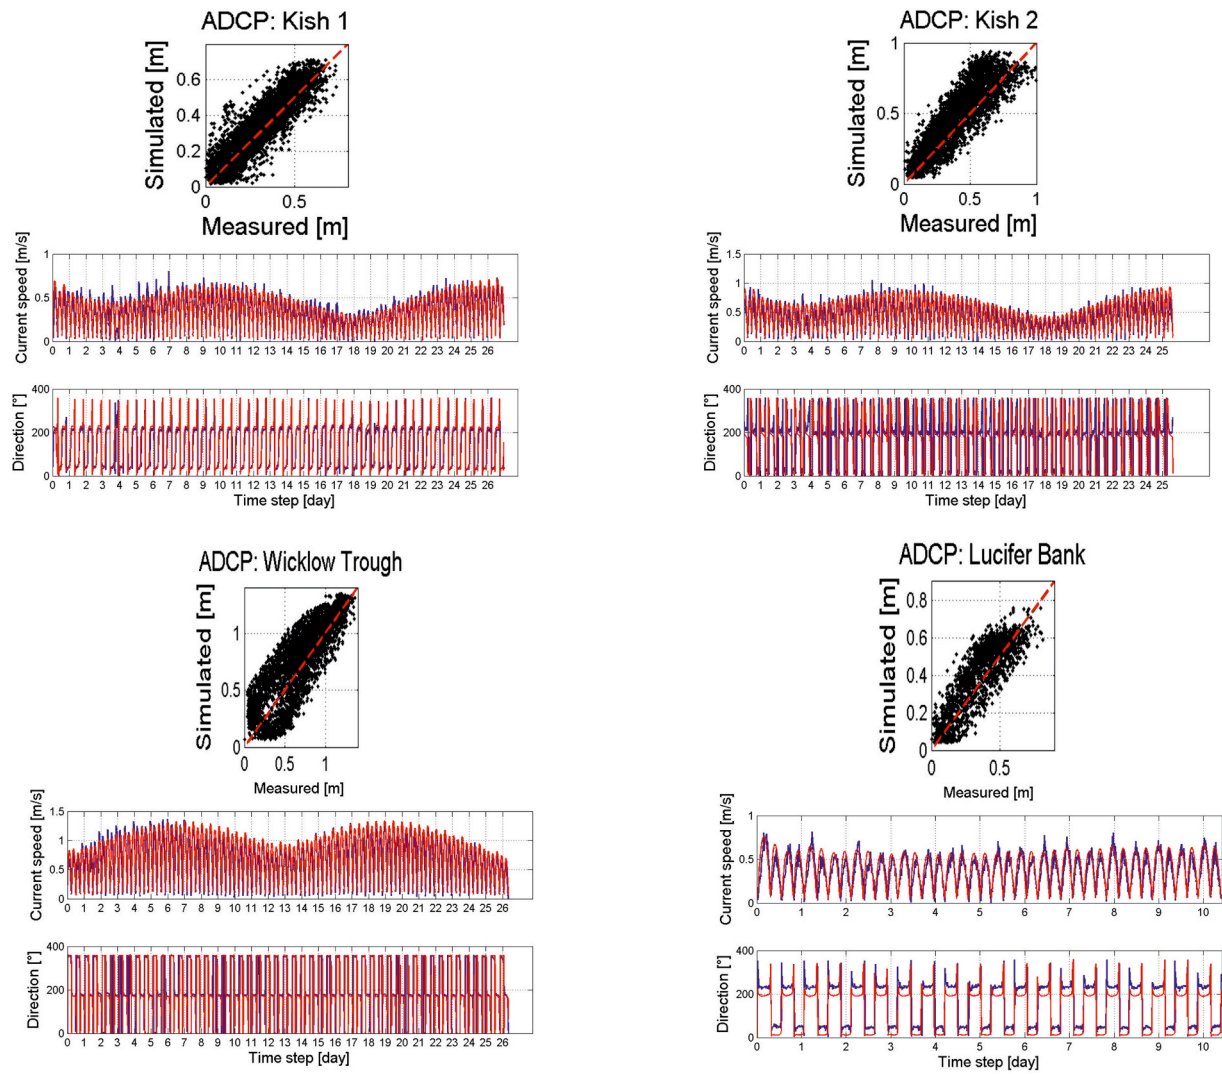 ADCP: Kish 1
Simulated [m]
0.6
0.4
0.2
0
0 0.5
Measured [m]
Current speed [m/s]
1
0.5
0
0 1 2 3 4 5 6 7 8 9 10 11 12 13 14 15 16 17 18 19 20 21 22 23 24 25 26
Direction [°]
400
200
0
0 1 2 3 4 5 6 7 8 9 10 11 12 13 14 15 16 17 18 19 20 21 22 23 24 25 26
Time step [day]
ADCP: Kish 2
Simulated [m]
1
0.5
0
0 0.5 1
Measured [m]
Current speed [m/s]
1.5
1
0.5
0
0 1 2 3 4 5 6 7 8 9 10 11 12 13 14 15 16 17 18 19 20 21 22 23 24 25
Direction [°]
400
200
0
0 1 2 3 4 5 6 7 8 9 10 11 12 13 14 15 16 17 18 19 20 21 22 23 24 25
Time step [day]
ADCP: Wicklow Trough
Simulated [m]
1
0.5
0
0 0.5 1
Measured [m]
Current speed [m/s]
1.5
1
0.5
0
0 1 2 3 4 5 6 7 8 9 10 11 12 13 14 15 16 17 18 19 20 21 22 23 24 25 26
Direction [°]
400
200
0
0 1 2 3 4 5 6 7 8 9 10 11 12 13 14 15 16 17 18 19 20 21 22 23 24 25 26
Time step [day]
ADCP: Lucifer Bank
Simulated [m]
0.8
0.6
0.4
0.2
0
0 0.5
Measured [m]
Current speed [m/s]
1
0.5
0
0 1 2 3 4 5 6 7 8 9 10
Direction [°]
400
200
0
0 1 2 3 4 5 6 7 8 9 10
Time step [day]